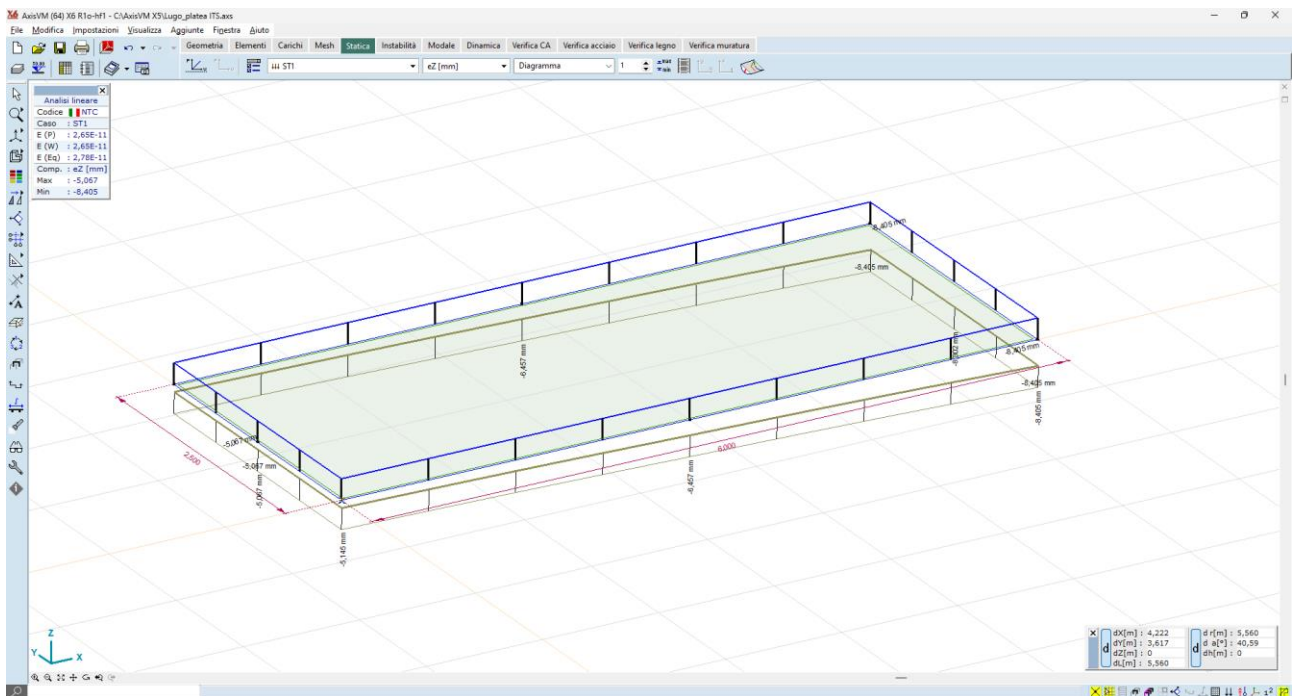 AxisVM (64) X6 R1o-hf1 - C:\AxisVM X5\Lugo_platea ITS.axs
File Modifica Impostazioni Visualizza Aggiunte Finestra Aiuto
Geometria Elementi Carichi Mesh Statica Instabilità Modale Dinamica Verifica CA Verifica acciaio Verifica legno Verifica muratura
ST1 eZ [mm] Diagramma 1
Analisi lineare
Codice NTC
Caso : ST1
E (P) : 2,65E-11
E (W) : 2,65E-11
E (Eq) : 2,78E-11
Comp. : eZ [mm]
Max : -5,067
Min : -8,405
-8,405 mm
-8,405 mm
-6,457 mm
-8,405 mm
-8,405 mm
-8,405 mm
6,000
-6,457 mm
2,500
-5,067 mm
-5,067 mm
-5,067 mm
-5,145 mm
Z
Y
X
d
dX[m] : 4,222
dY[m] : 3,617
dZ[m] : 0
dL[m] : 5,560
d
d r[m] : 5,560
d a[°] : 40,59
dh[m] : 0